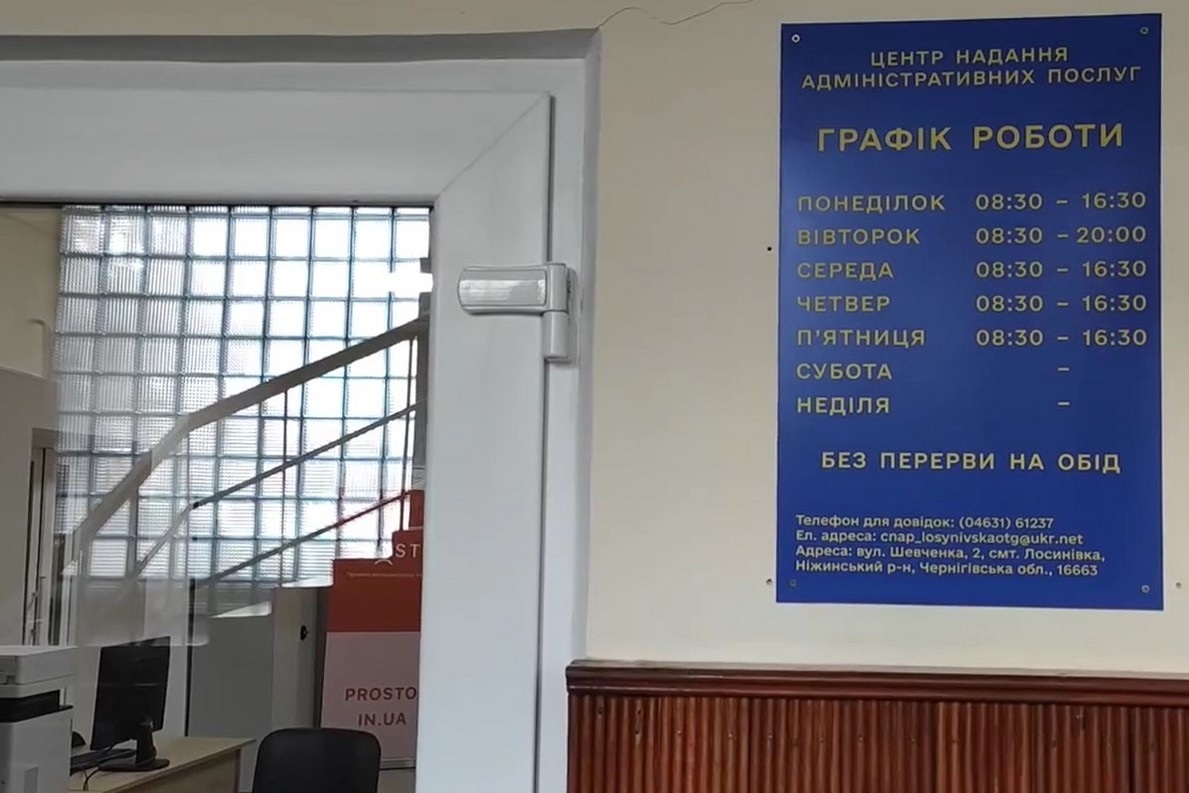 ЦЕНТР НАДАННЯ
АДМІНІСТРАТИВНИХ ПОСЛУГ
ГРАФІК РОБОТИ
ПОНЕДІЛОК 08:30 – 16:30
ВІВТОРОК 08:30 – 20:00
СЕРЕДА 08:30 – 16:30
ЧЕТВЕР 08:30 – 16:30
П'ЯТНИЦЯ 08:30 – 16:30
СУБОТА –
НЕДІЛЯ –
БЕЗ ПЕРЕРВИ НА ОБІД
Телефон для довідок: (04631) 61237
Ел. адреса: cnap_losynivskaotg@ukr.net
Адреса: вул. Шевченка, 2, смт. Лосинівка,
Ніжинський р-н, Чернігівська обл., 16663
PROSTO
IN.UA